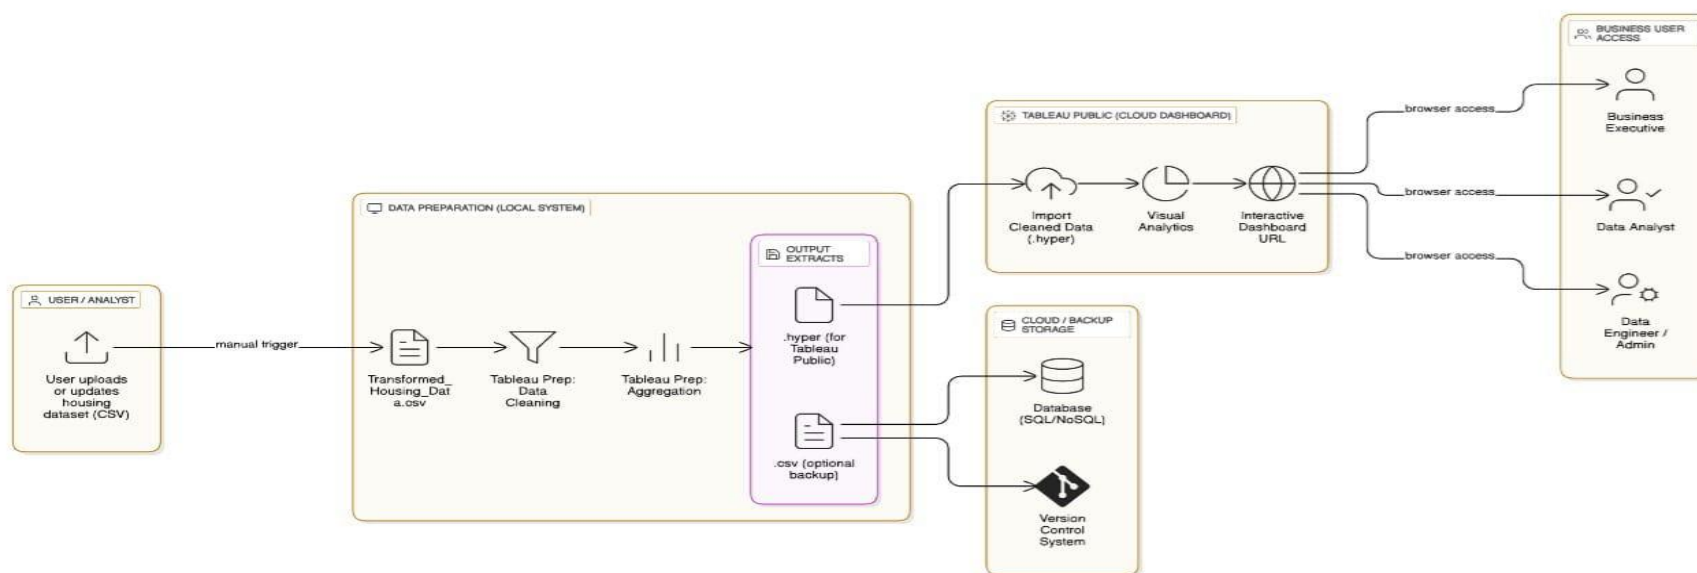 USER / ANALYST
User uploads
or updates
housing
dataset (CSV)
manual trigger
DATA PREPARATION (LOCAL SYSTEM)
Transformed_
Housing_Dat
a.csv
Tableau Prep:
Data
Cleaning
Tableau Prep:
Aggregation
OUTPUT
EXTRACTS
.hyper (for
Tableau
Public)
.csv (optional
backup)
TABLEAU PUBLIC (CLOUD DASHBOARD)
Import
Cleaned Data
(.hyper)
Visual
Analytics
Interactive
Dashboard
URL
CLOUD / BACKUP
STORAGE
Database
(SQL/NoSQL)
Version
Control
System
browser access
browser access
browser access
BUSINESS USER
ACCESS
Business
Executive
Data Analyst
Data
Engineer /
Admin